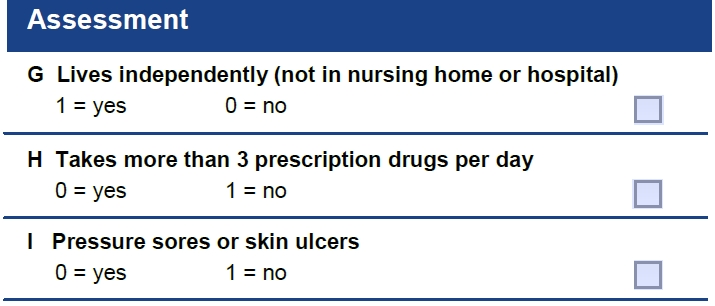 Assessment
G Lives independently (not in nursing home or hospital)
1 = yes 0 = no
H Takes more than 3 prescription drugs per day
0 = yes 1 = no
I Pressure sores or skin ulcers
0 = yes 1 = no